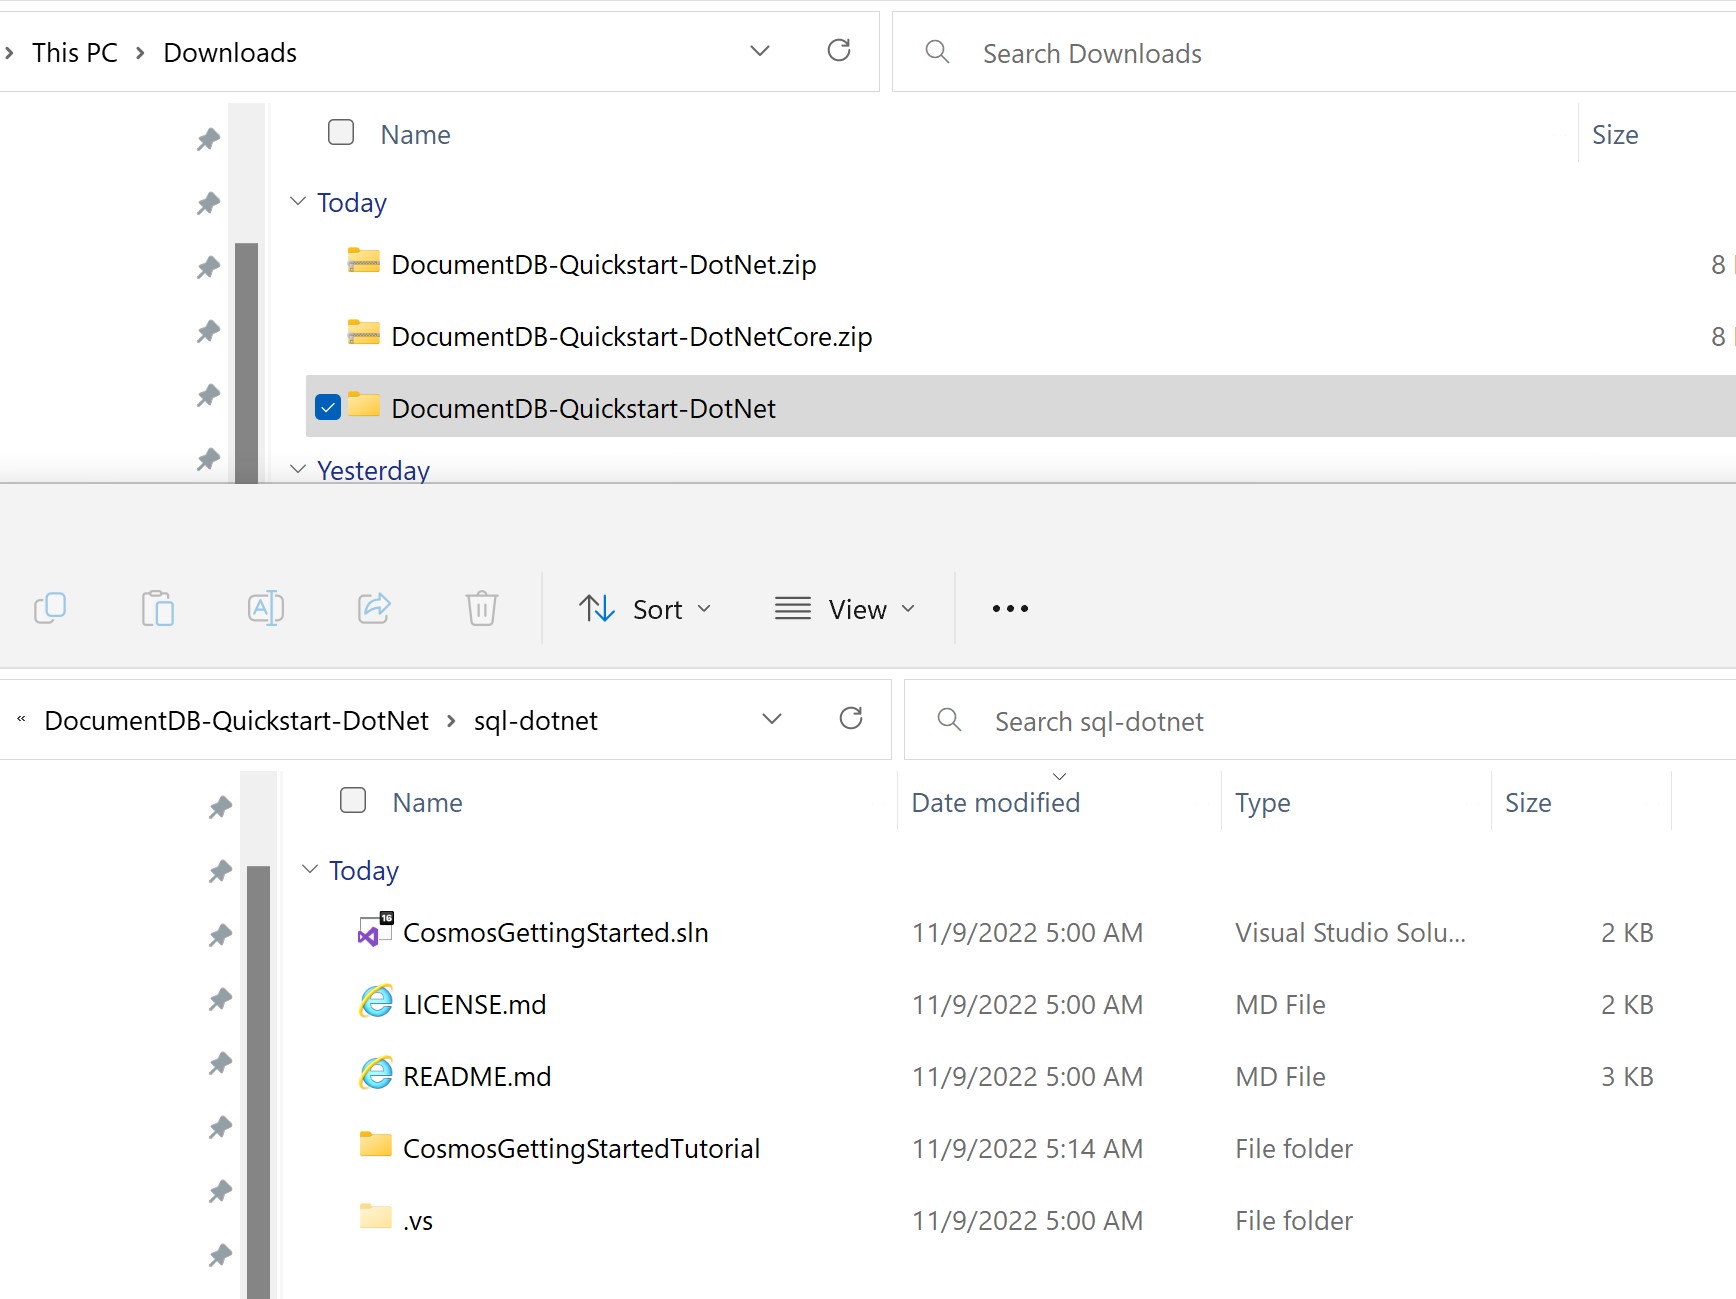 This PC > Downloads
Search Downloads
Name Size
Today
DocumentDB-Quickstart-DotNet.zip 8
DocumentDB-Quickstart-DotNetCore.zip 8
DocumentDB-Quickstart-DotNet
Yesterday
Sort View
« DocumentDB-Quickstart-DotNet > sql-dotnet
Search sql-dotnet
Name Date modified Type Size
Today
16
CosmosGettingStarted.sln 11/9/2022 5:00 AM Visual Studio Solu... 2 KB
LICENSE.md 11/9/2022 5:00 AM MD File 2 KB
README.md 11/9/2022 5:00 AM MD File 3 KB
CosmosGettingStartedTutorial 11/9/2022 5:14 AM File folder
.vs 11/9/2022 5:00 AM File folder